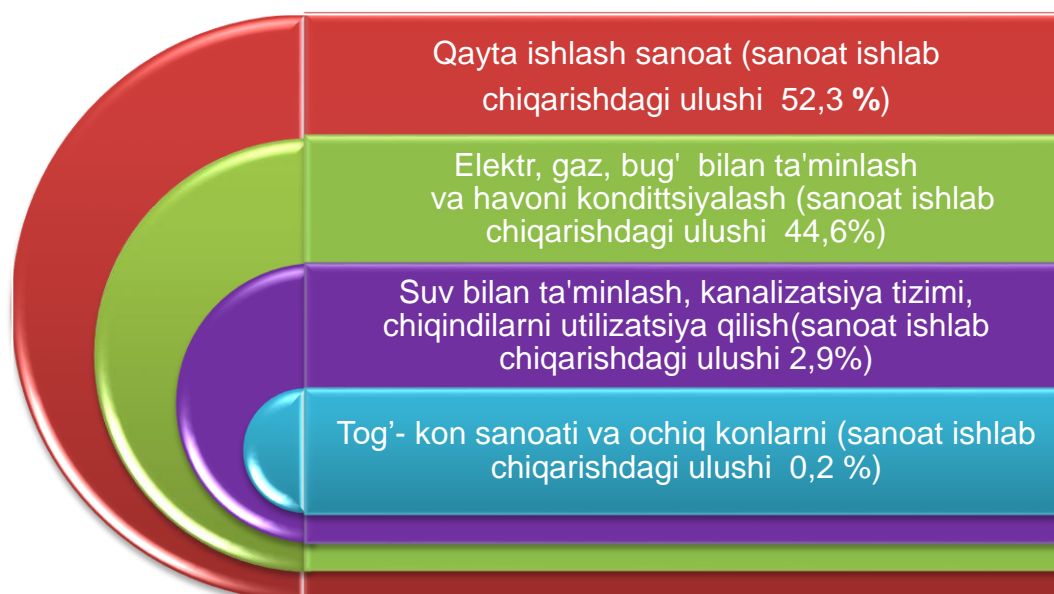 Qayta ishlash sanoat (sanoat ishlab
chiqarishdagi ulushi 52,3 %)
Elektr, gaz, bug' bilan ta'minlash
va havoni kondittsiyalash (sanoat ishlab
chiqarishdagi ulushi 44,6%)
Suv bilan ta'minlash, kanalizatsiya tizimi,
chiqindilarni utilizatsiya qilish(sanoat ishlab
chiqarishdagi ulushi 2,9%)
Tog’- kon sanoati va ochiq konlarni (sanoat ishlab
chiqarishdagi ulushi 0,2 %)